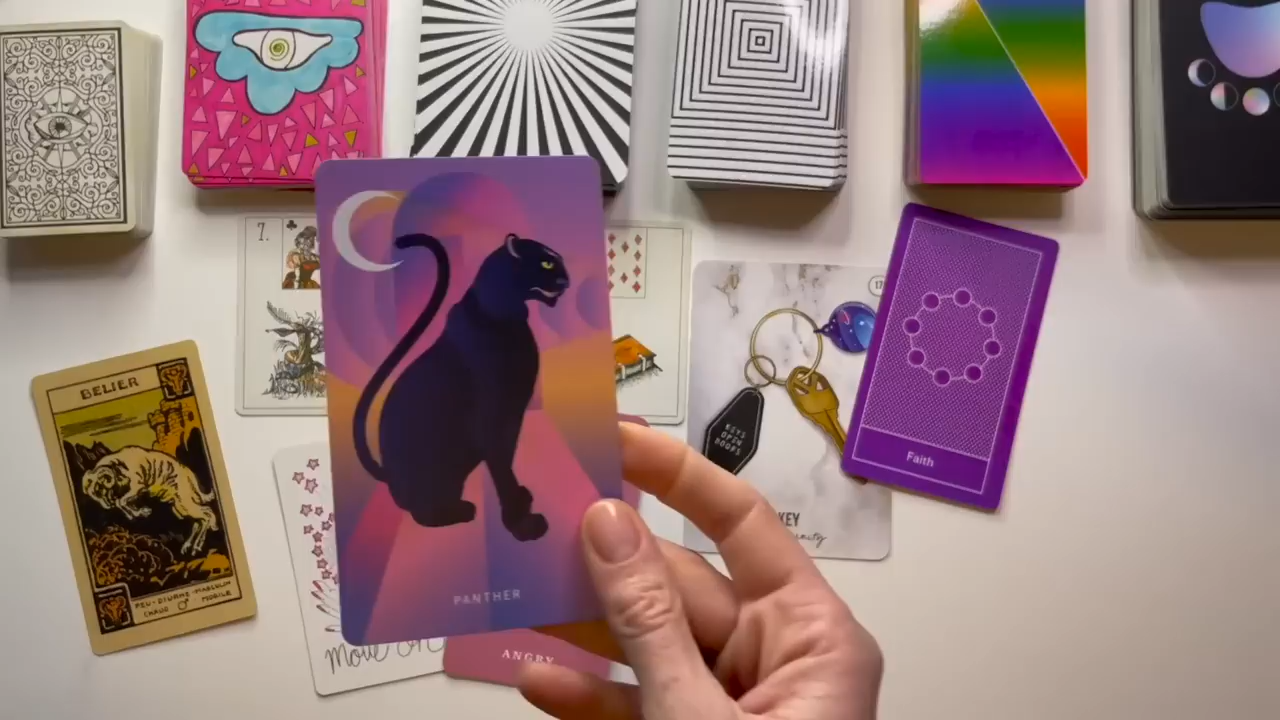 7.
17
BELIER
KEYS
OPEN
DOORS
Faith
KEY
PEU-DIURNE-MASCULIN
CHAUD ♂ MOBILE
PANTHER
Move On
ANGRY